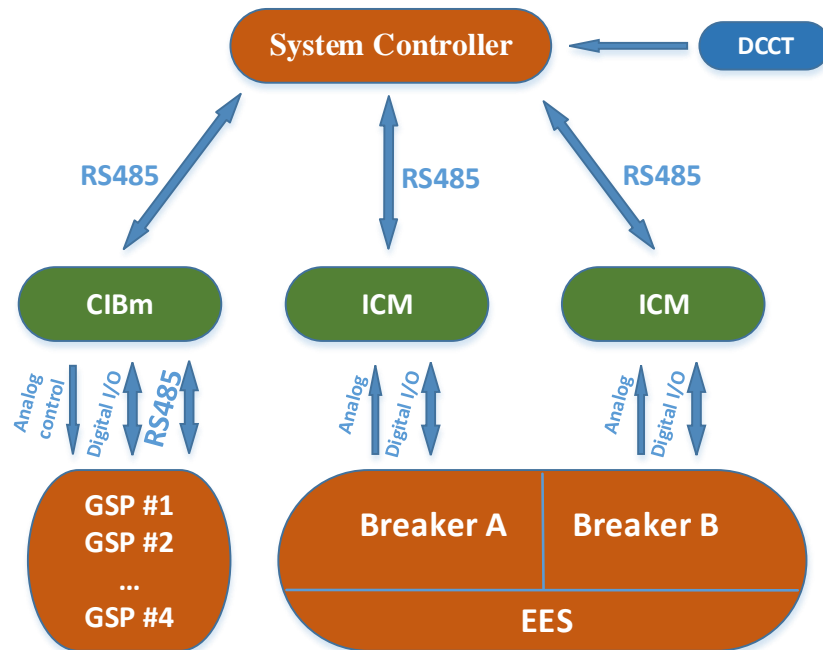 System Controller
DCCT
RS485
RS485
RS485
CIBm
ICM
ICM
Analog
control
Digital I/O
RS485
Analog
Digital I/O
Analog
Digital I/O
GSP #1
GSP #2
...
GSP #4
Breaker A
Breaker B
EES